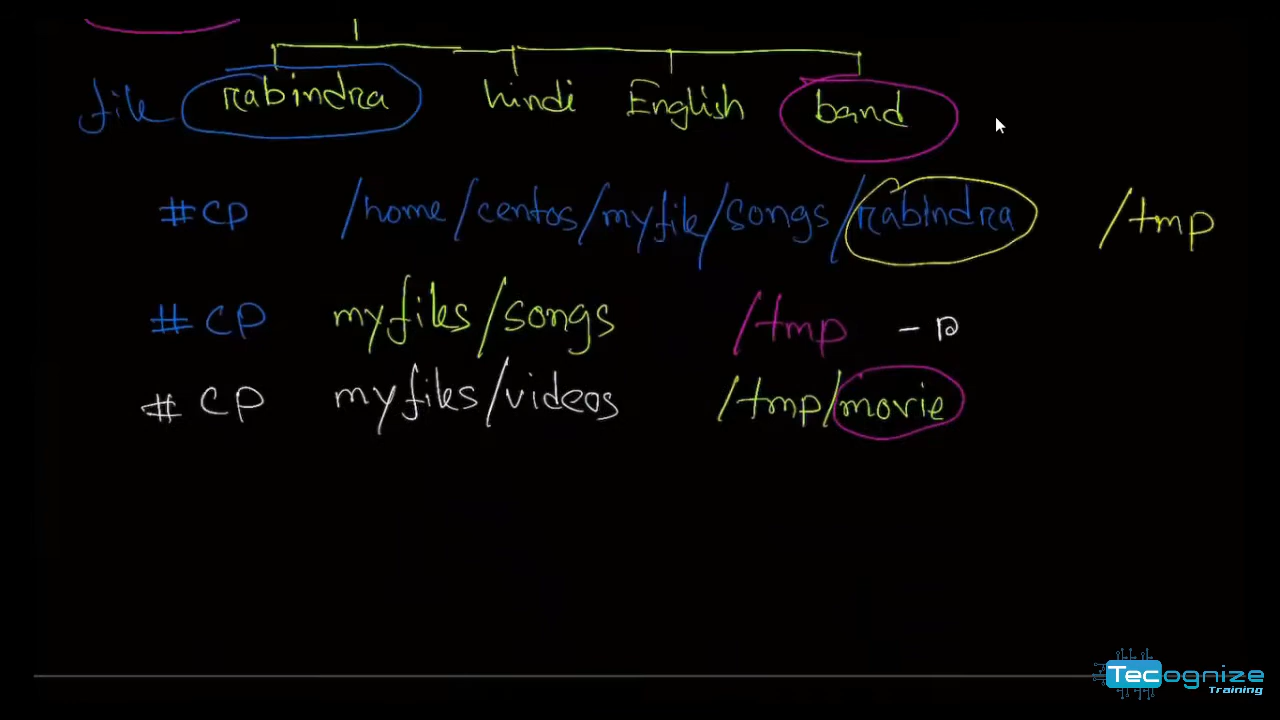 file rabindra hindi English band
#cp /home/centos/myfile/songs/rabindra /tmp
#cp myfiles/songs /tmp -p
#cp myfiles/videos /tmp/movie
Tecognize
Training